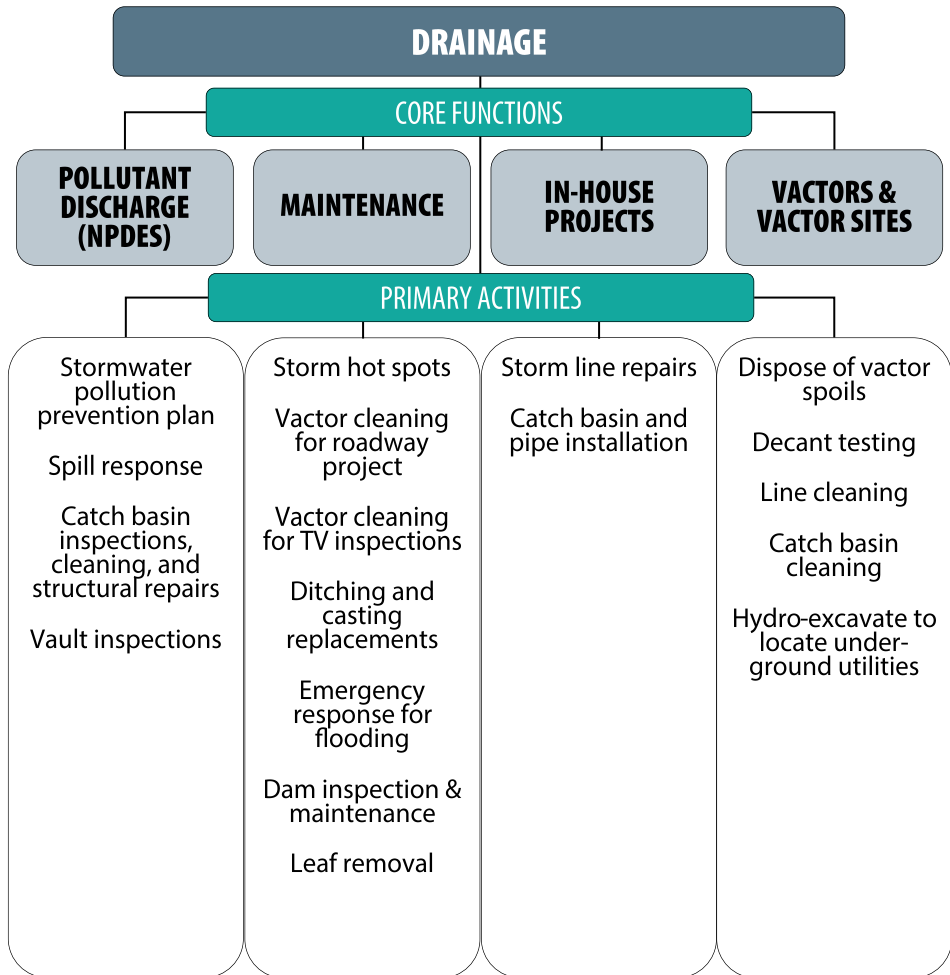 DRAINAGE
CORE FUNCTIONS
POLLUTANT
DISCHARGE
(NPDES)
MAINTENANCE
IN-HOUSE
PROJECTS
VACTORS &
VACTOR SITES
PRIMARY ACTIVITIES
Stormwater
pollution
prevention plan
Spill response
Catch basin
inspections,
cleaning, and
structural repairs
Vault inspections
Storm hot spots
Vactor cleaning
for roadway
project
Vactor cleaning
for TV inspections
Ditching and
casting
replacements
Emergency
response for
flooding
Dam inspection &
maintenance
Leaf removal
Storm line repairs
Catch basin and
pipe installation
Dispose of vactor
spoils
Decant testing
Line cleaning
Catch basin
cleaning
Hydro-excavate to
locate under-
ground utilities